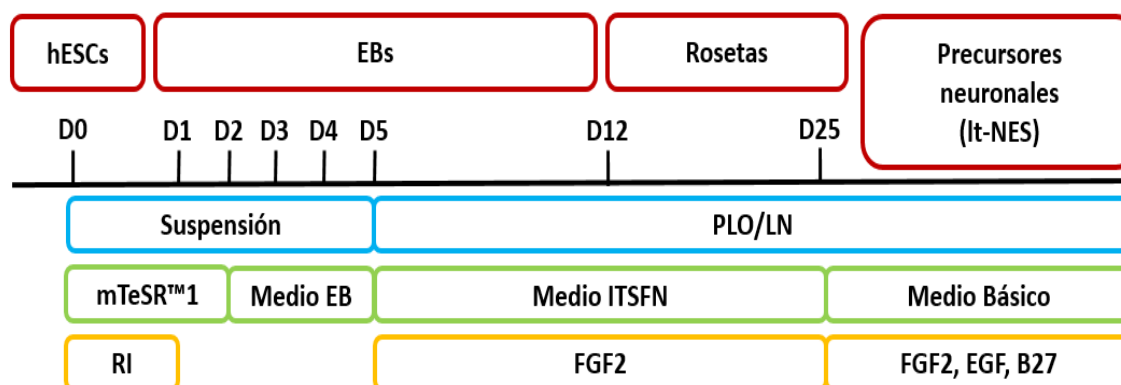 hESCs
EBs
Rosetas
Precursores
neuronales
(lt-NES)
D0 D1 D2 D3 D4 D5 D12 D25
Suspensión
PLO/LN
mTeSR™1
Medio EB
Medio ITSFN
Medio Básico
RI
FGF2
FGF2, EGF, B27